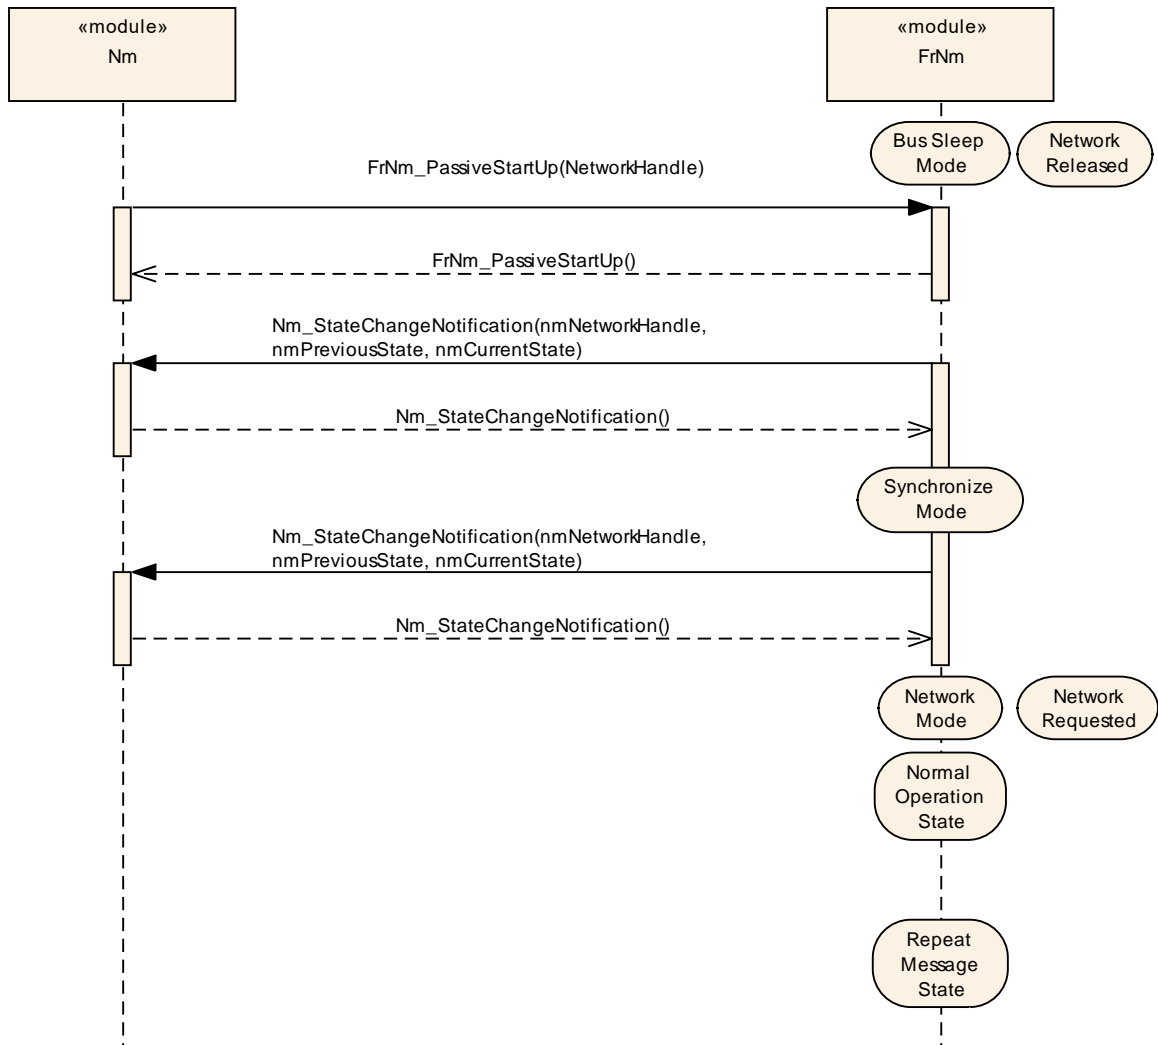 «module»
Nm
«module»
FrNm
Bus Sleep
Mode
Network
Released
FrNm_PassiveStartUp(NetworkHandle)
FrNm_PassiveStartUp()
Nm_StateChangeNotification(nmNetworkHandle,
nmPreviousState, nmCurrentState)
Nm_StateChangeNotification()
Synchronize
Mode
Nm_StateChangeNotification(nmNetworkHandle,
nmPreviousState, nmCurrentState)
Nm_StateChangeNotification()
Network
Mode
Network
Requested
Normal
Operation
State
Repeat
Message
State